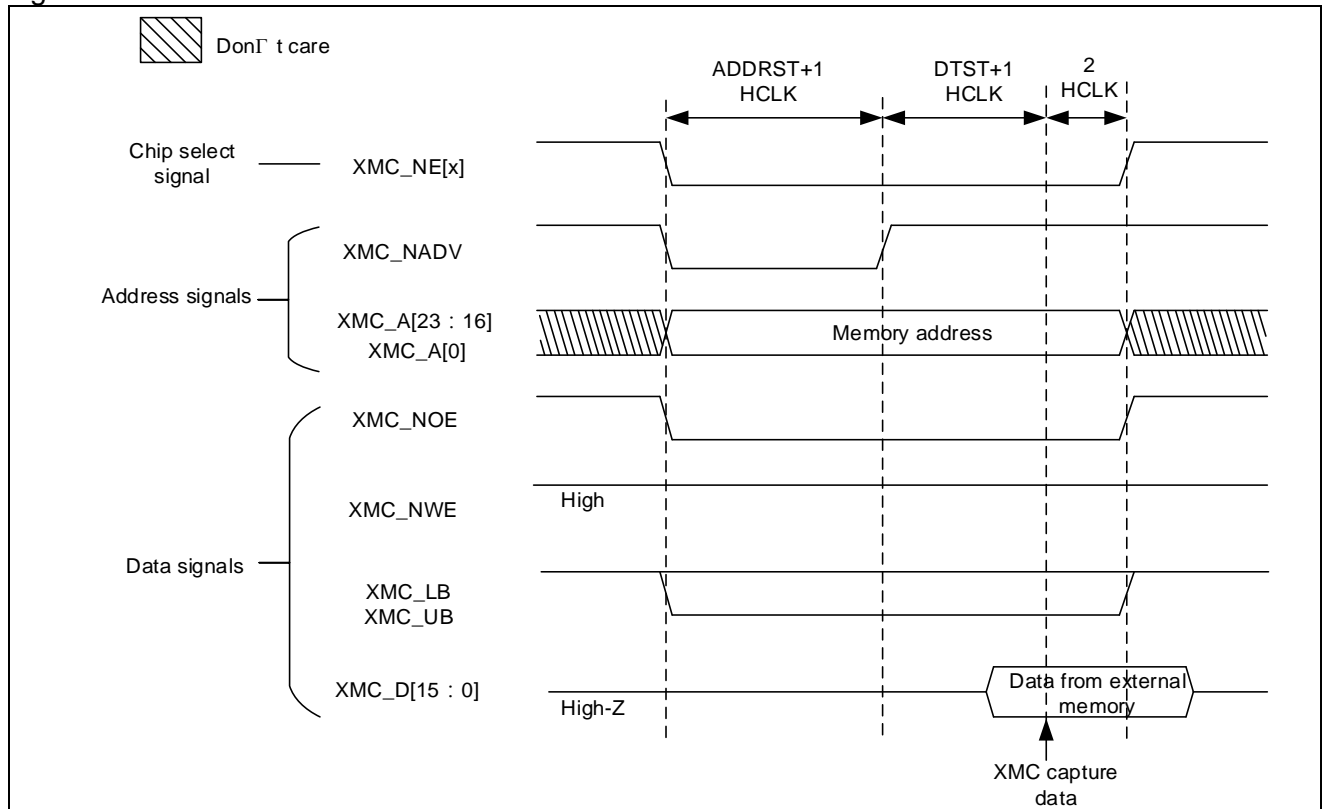 DonΓ t care
ADDRST+1
HCLK
DTST+1
HCLK
2
HCLK
Chip select
signal
XMC_NE[x]
XMC_NADV
Address signals
XMC_A[23 : 16]
XMC_A[0]
Memory address
XMC_NOE
XMC_NWE
High
Data signals
XMC_LB
XMC_UB
XMC_D[15 : 0]
High-Z
Data from external
memory
XMC capture
data